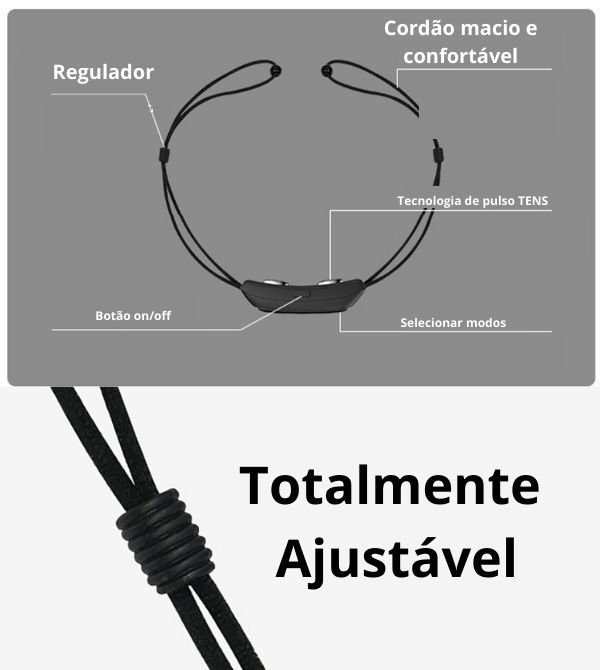 Cordão macio e
confortável
Regulador
Tecnologia de pulso TENS
Botão on/off
Selecionar modos
Totalmente
Ajustável